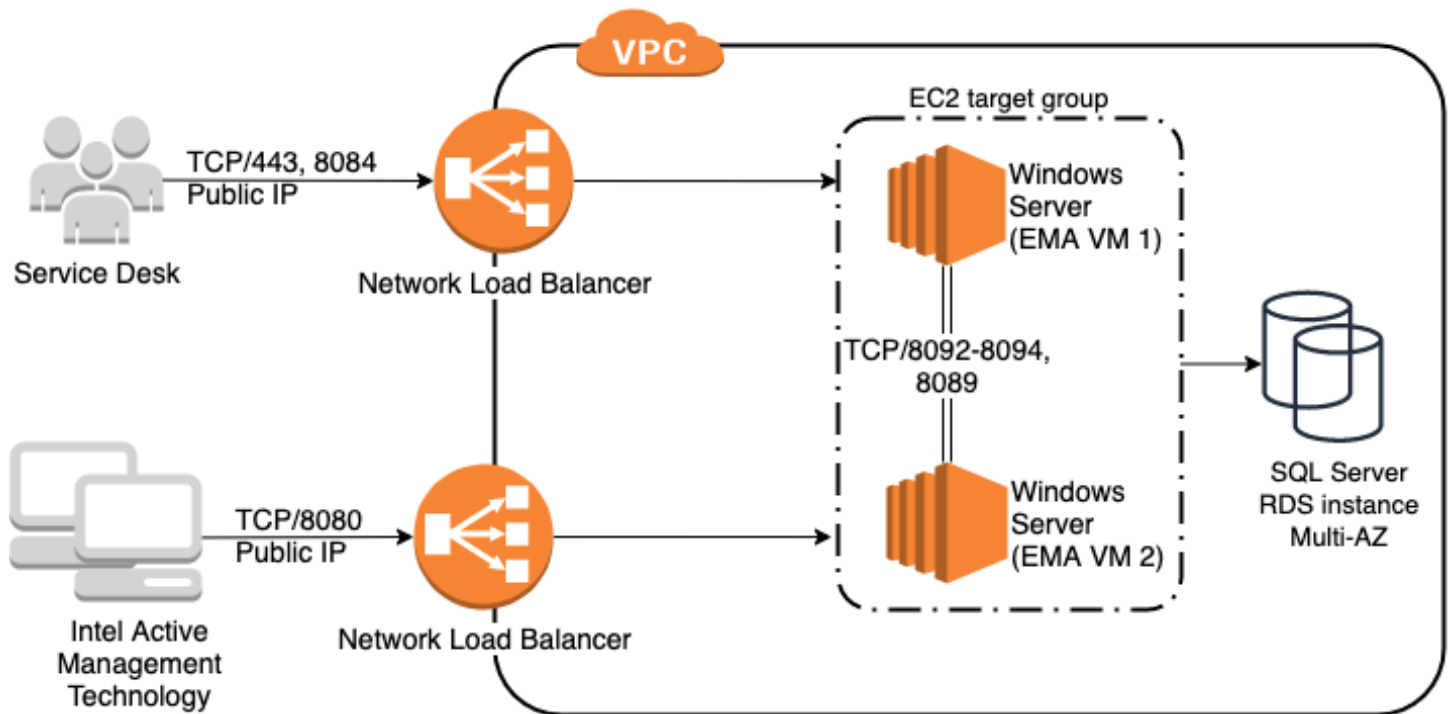 VPC
EC2 target group
TCP/443, 8084
Public IP
Service Desk
Network Load Balancer
Windows
Server
(EMA VM 1)
TCP/8092-8094,
8089
SQL Server
RDS instance
Multi-AZ
TCP/8080
Public IP
Intel Active
Management
Technology
Network Load Balancer
Windows
Server
(EMA VM 2)